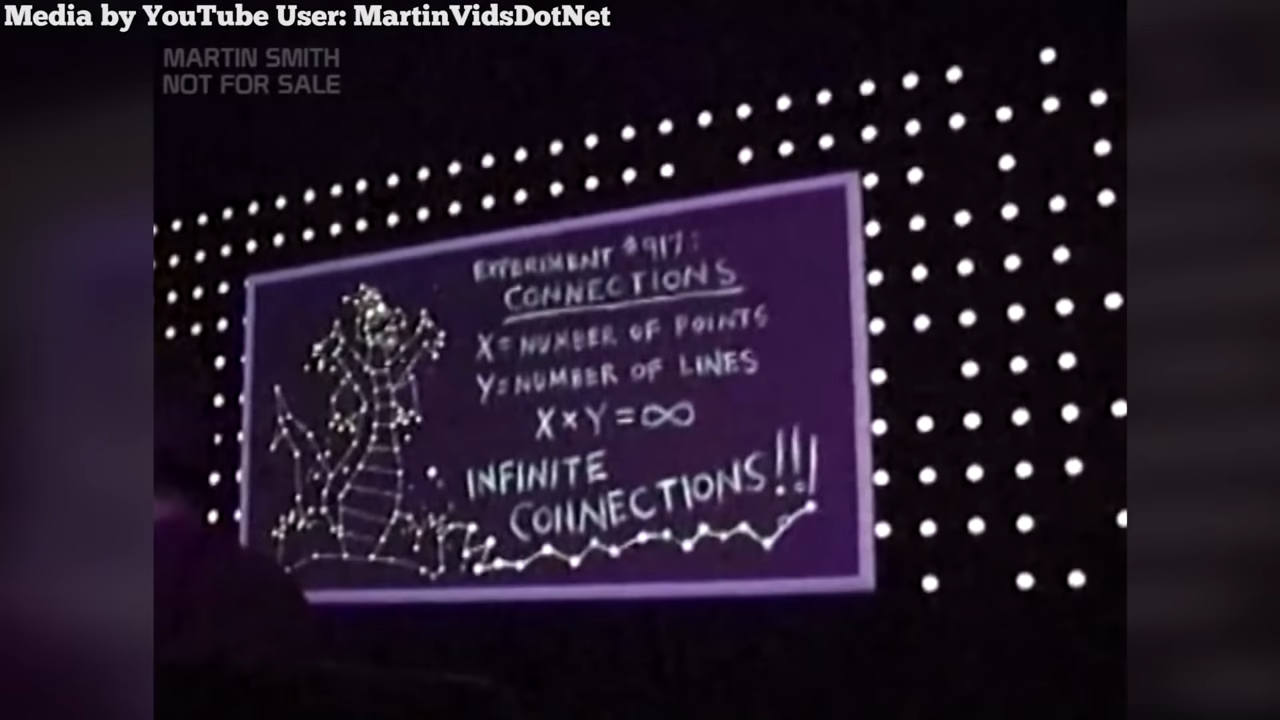 Media by YouTube User: MartinVidsDotNet
MARTIN SMITH
NOT FOR SALE
EXPERIMENT #917:
CONNECTIONS
X=NUMBER OF POINTS
Y=NUMBER OF LINES
X×Y=∞
INFINITE
CONNECTIONS!!!